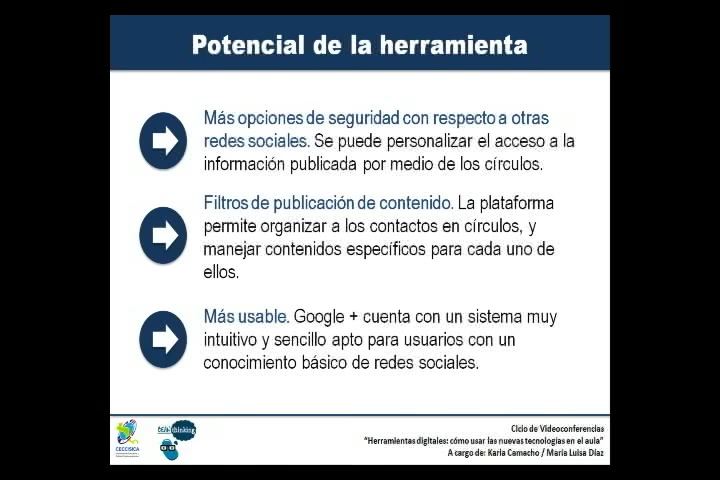 Potencial de la herramienta
Más opciones de seguridad con respecto a otras
redes sociales. Se puede personalizar el acceso a la
información publicada por medio de los círculos.
Filtros de publicación de contenido. La plataforma
permite organizar a los contactos en círculos, y
manejar contenidos específicos para cada uno de
ellos.
Más usable. Google + cuenta con un sistema muy
intuitivo y sencillo apto para usuarios con un
conocimiento básico de redes sociales.
CECCISICA
thinking
Ciclo de Videoconferencias
“Herramientas digitales: cómo usar las nuevas tecnologías en el aula”
A cargo de: Karla Camacho / María Luisa Díaz